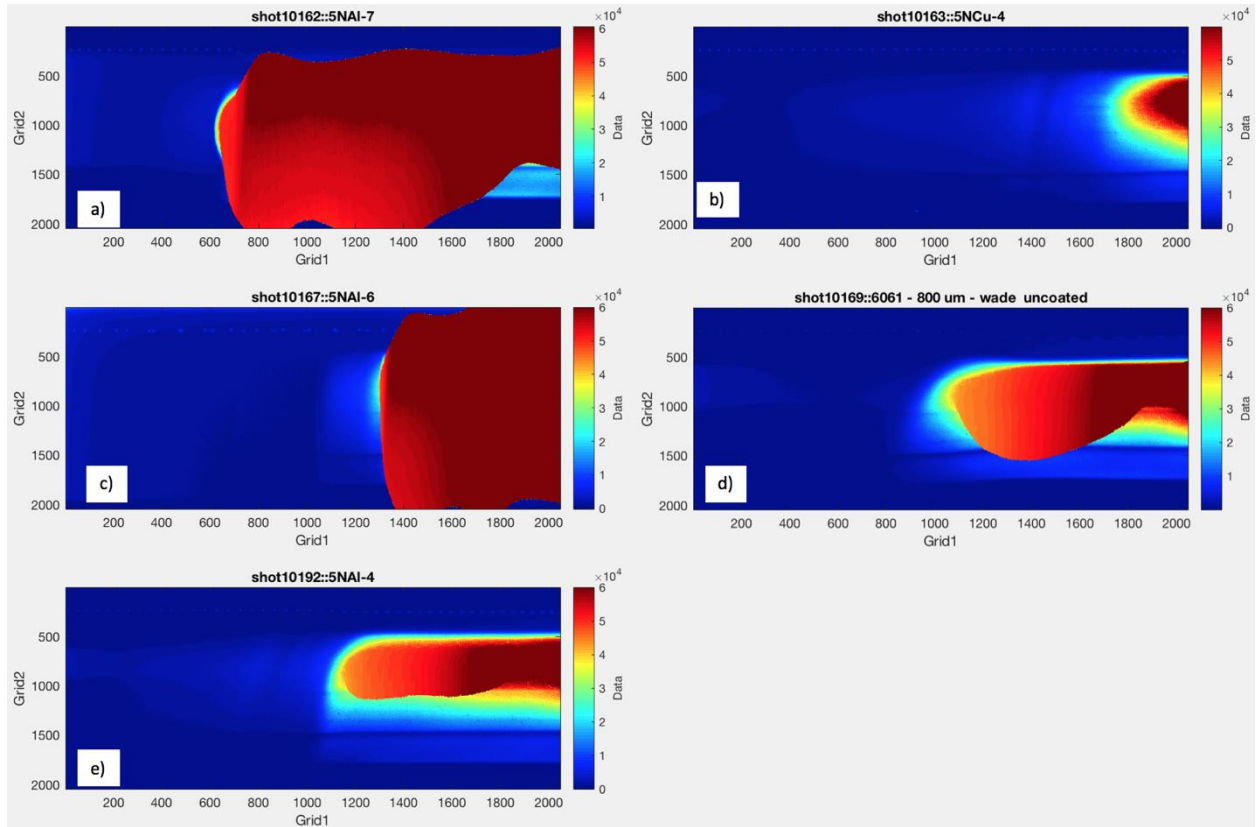 shot10162::5NAl-7
×10⁴
6
5
500
Grid2
4
1000
3
Data
2
1500
a)
1
2000
0
200 400 600 800 1000 1200 1400 1600 1800 2000
Grid1
shot10163::5NCu-4
×10⁴
6
5
500
Grid2
4
1000
3
Data
2
1500
b)
1
2000
0
200 400 600 800 1000 1200 1400 1600 1800 2000
Grid1
shot10167::5NAl-6
×10⁴
6
5
500
Grid2
4
1000
3
Data
2
1500
c)
1
2000
0
200 400 600 800 1000 1200 1400 1600 1800 2000
Grid1
shot10169::6061 - 800 um - wade uncoated
×10⁴
6
5
500
Grid2
4
1000
3
Data
2
1500
d)
1
2000
0
200 400 600 800 1000 1200 1400 1600 1800 2000
Grid1
shot10192::5NAl-4
×10⁴
6
5
500
Grid2
4
1000
3
Data
2
1500
e)
1
2000
0
200 400 600 800 1000 1200 1400 1600 1800 2000
Grid1